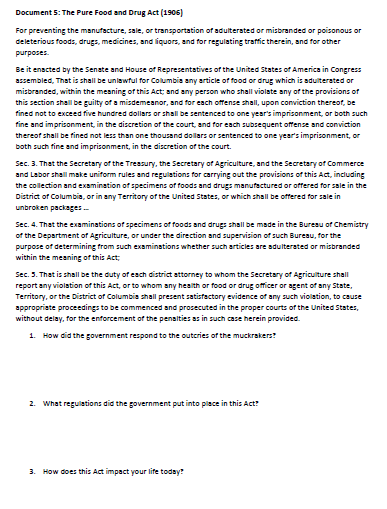 Document 5: The Pure Food and Drug Act (1906)
For preventing the manufacture, sale, or transportation of adulterated or misbranded or poisonous or
deleterious foods, drugs, medicines, and liquors, and for regulating traffic therein, and for other
purposes.
Be it enacted by the Senate and House of Representatives of the United States of America in Congress
assembled, That is shall be unlawful for Columbia any article of food or drug which is adulterated or
misbranded, within the meaning of this Act; and any person who shall violate any of the provisions of
this section shall be guilty of a misdemeanor, and for each offense shall, upon conviction thereof, be
fined not to exceed five hundred dollars or shall be sentenced to one year's imprisonment, or both such
fine and imprisonment, in the discretion of the court, and for each subsequent offense and conviction
thereof shall be fined not less than one thousand dollars or sentenced to one year's imprisonment, or
both such fine and imprisonment, in the discretion of the court.
Sec. 3. That the Secretary of the Treasury, the Secretary of Agriculture, and the Secretary of Commerce
and Labor shall make uniform rules and regulations for carrying out the provisions of this Act, including
the collection and examination of specimens of foods and drugs manufactured or offered for sale in the
District of Columbia, or in any Territory of the United States, or which shall be offered for sale in
unbroken packages ...
Sec. 4. That the examinations of specimens of foods and drugs shall be made in the Bureau of Chemistry
of the Department of Agriculture, or under the direction and supervision of such Bureau, for the
purpose of determining from such examinations whether such articles are adulterated or misbranded
within the meaning of this Act;
Sec. 5. That is shall be the duty of each district attorney to whom the Secretary of Agriculture shall
report any violation of this Act, or to whom any health or food or drug officer or agent of any State,
Territory, or the District of Columbia shall present satisfactory evidence of any such violation, to cause
appropriate proceedings to be commenced and prosecuted in the proper courts of the United States,
without delay, for the enforcement of the penalties as in such case herein provided.
1. How did the government respond to the outcries of the muckrakers?
2. What regulations did the government put into place in this Act?
3. How does this Act impact your life today?